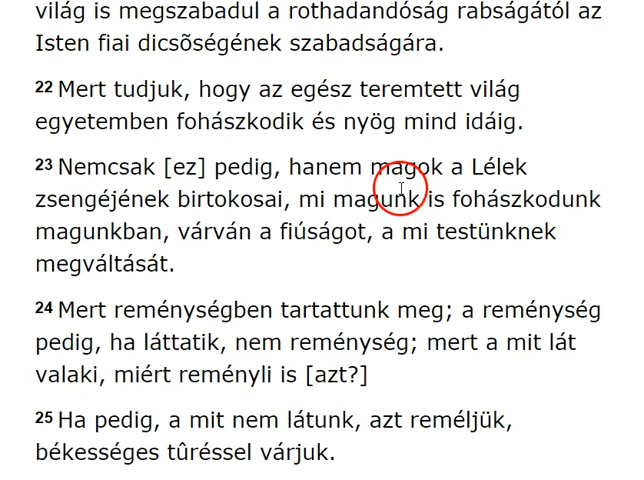 világ is megszabadul a rothadandóság rabságától az
Isten fiai dicsõségének szabadságára.
22 Mert tudjuk, hogy az egész teremtett világ
egyetemben fohászkodik és nyög mind idáig.
23 Nemcsak [ez] pedig, hanem magok a Lélek
zsengéjének birtokosai, mi magunk is fohászkodunk
magunkban, várván a fiúságot, a mi testünknek
megváltását.
24 Mert reménységben tartattunk meg; a reménység
pedig, ha láttatik, nem reménység; mert a mit lát
valaki, miért reményli is [azt?]
25 Ha pedig, a mit nem látunk, azt reméljük,
békességes tûréssel várjuk.